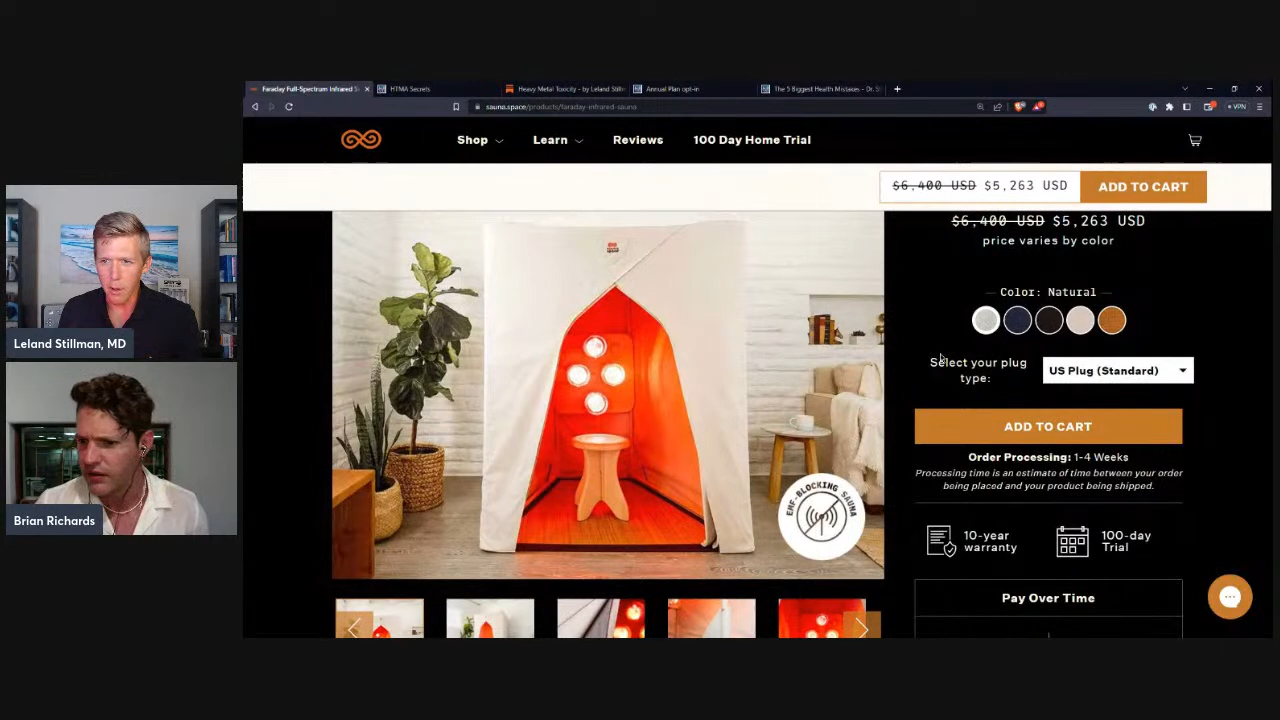 Faraday Full-Spectrum Infrared S
HTMA Secrets
Heavy Metal Toxicity - by Leland Stillm
Annual Plan opt-in
The 5 Biggest Health Mistakes - Dr. St
sauna.space/products/faraday-infrared-sauna
VPN
Shop
Learn
Reviews
100 Day Home Trial
$6,400 USD $5,263 USD
ADD TO CART
$6,400 USD $5,263 USD
price varies by color
Color: Natural
Select your plug
type:
US Plug (Standard)
ADD TO CART
Order Processing: 1-4 Weeks
Processing time is an estimate of time between your order
being placed and your product being shipped.
10-year
warranty
100-day
Trial
Pay Over Time
EMF-BLOCKING SAUNA
Leland Stillman, MD
Brian Richards